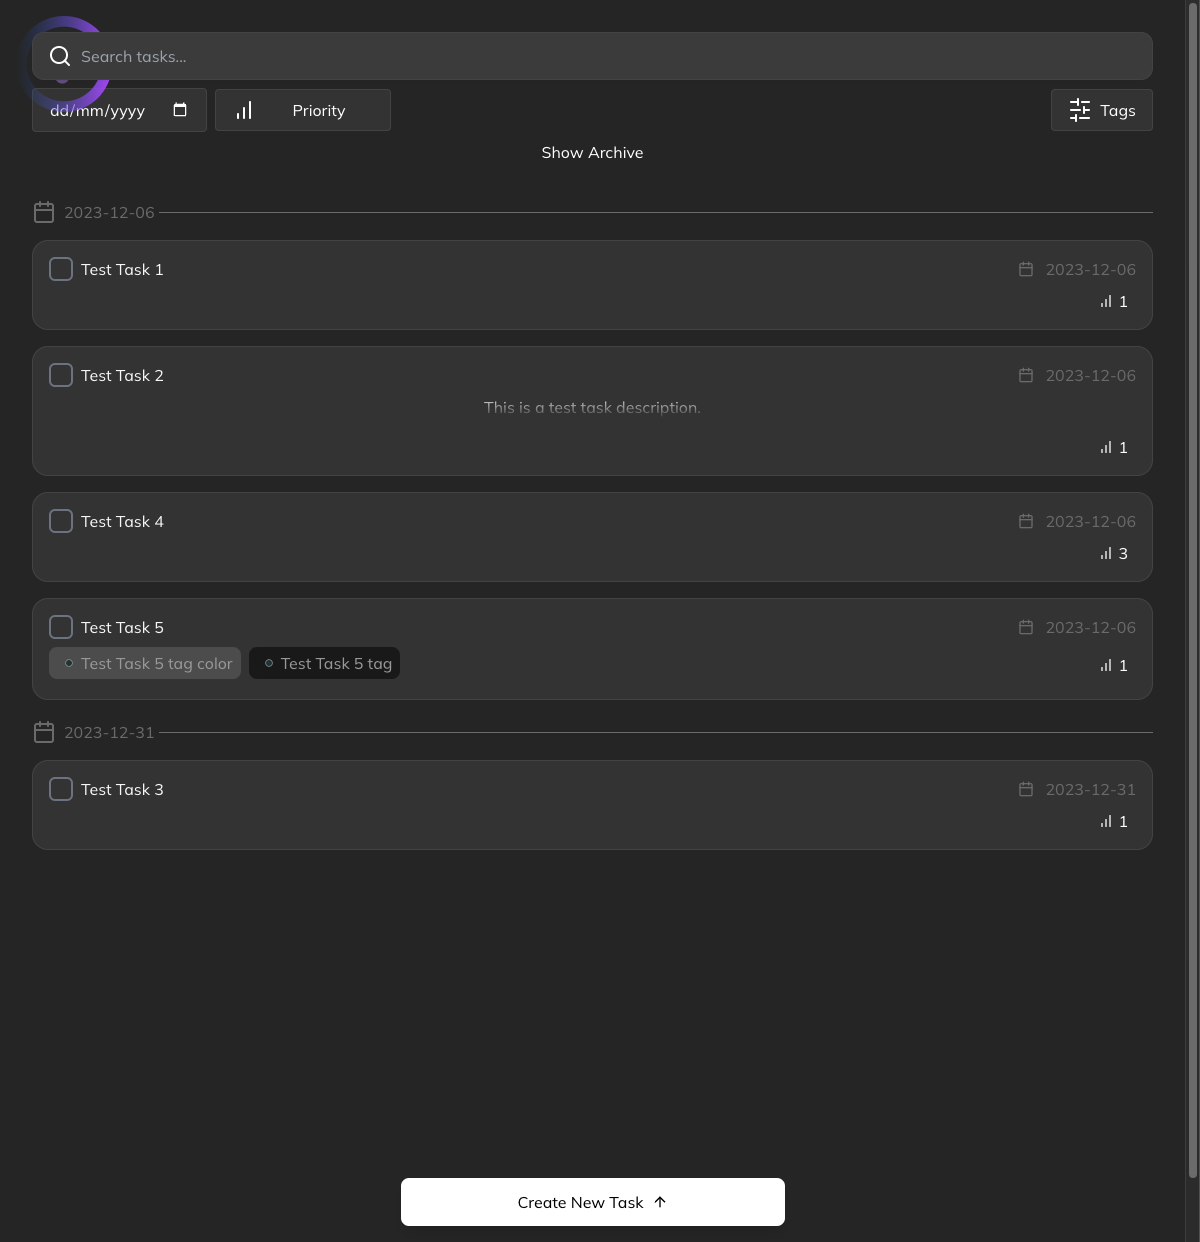 Search tasks...
dd/mm/yyyy
Priority
Tags
Show Archive
2023-12-06
Test Task 1
2023-12-06
1
Test Task 2
2023-12-06
This is a test task description.
1
Test Task 4
2023-12-06
3
Test Task 5
2023-12-06
Test Task 5 tag color
Test Task 5 tag
1
2023-12-31
Test Task 3
2023-12-31
1
Create New Task